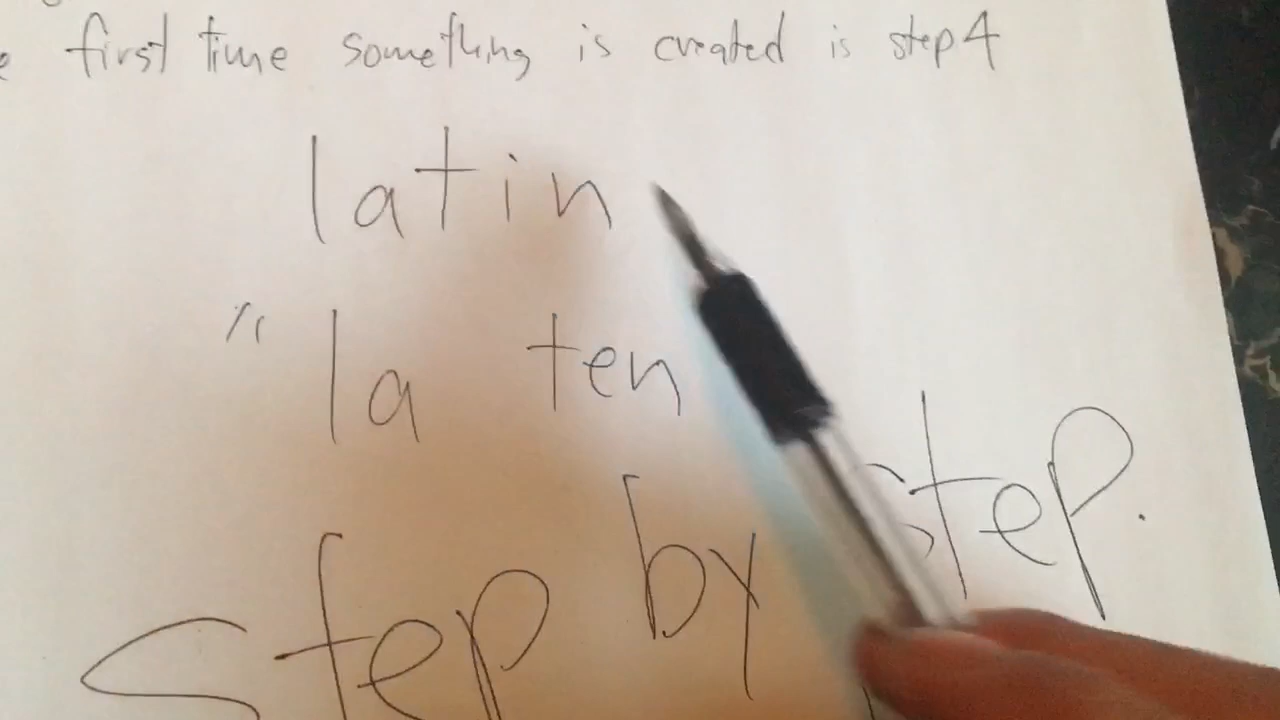 first time something is created is step 4
latin
" la ten
step by step.